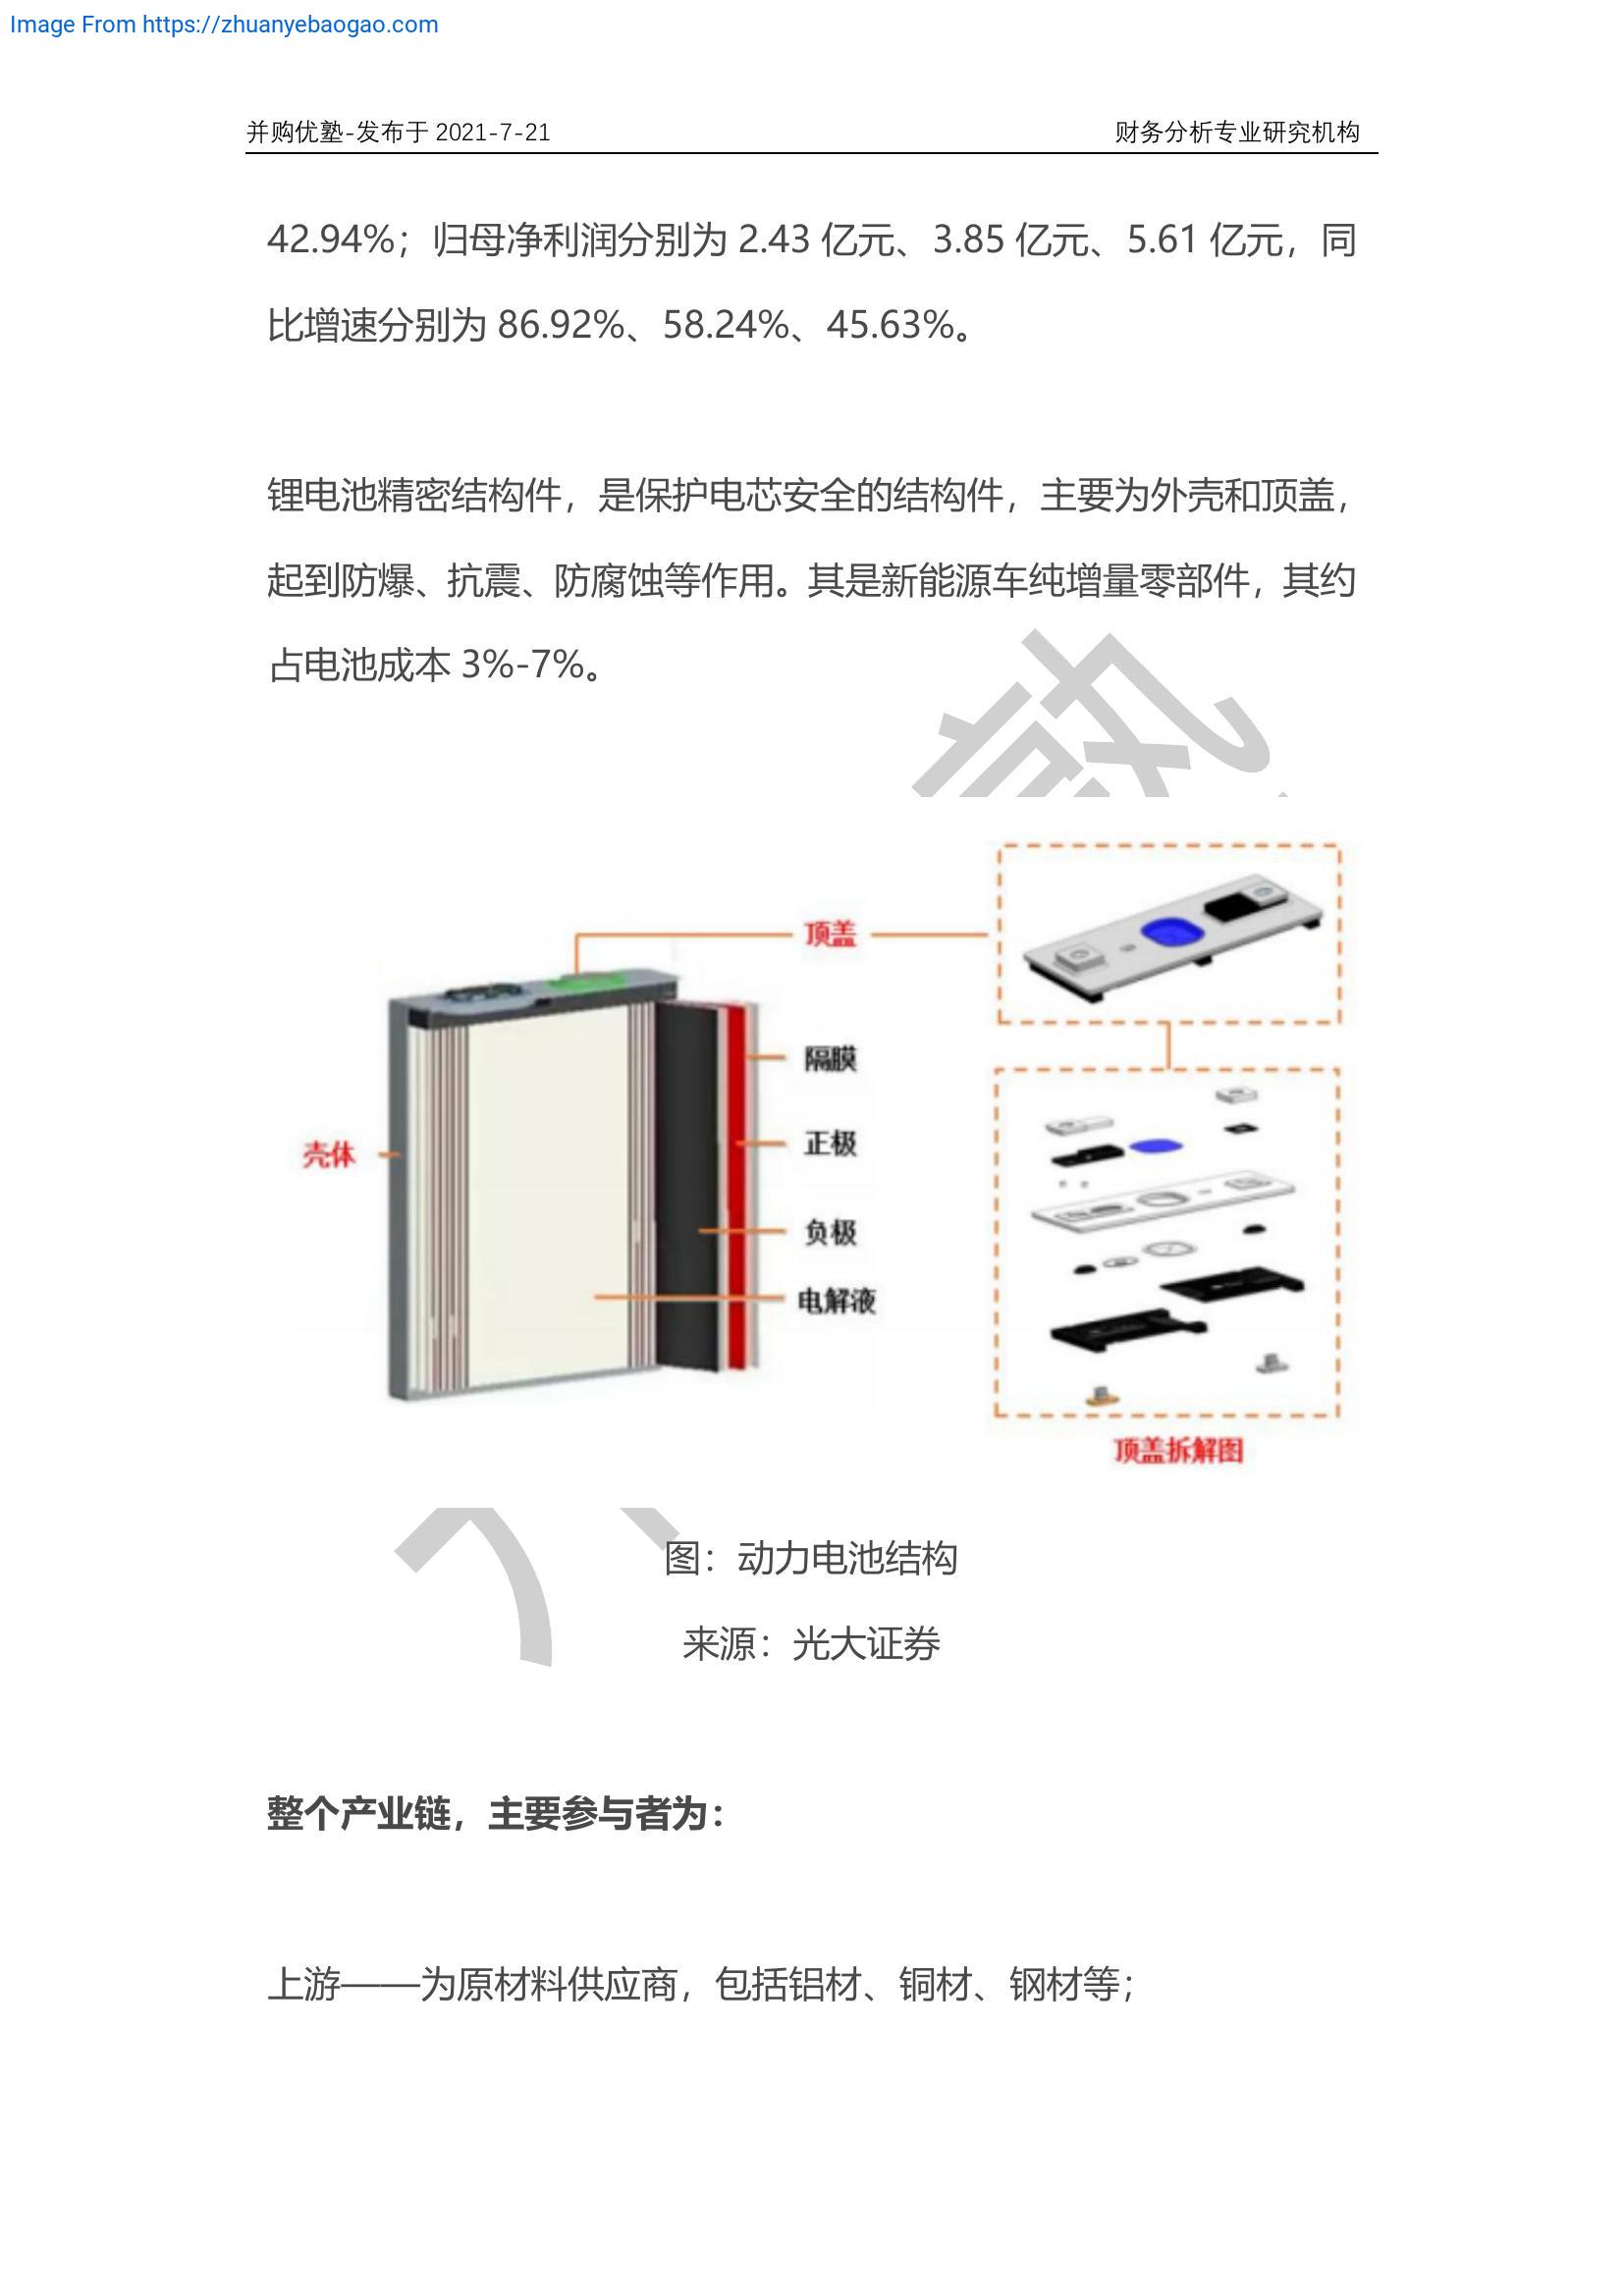 Image From https://zhuanyebaogao.com
并购优塾-发布于 2021-7-21 财务分析专业研究机构
42.94%；归母净利润分别为 2.43 亿元、3.85 亿元、5.61 亿元，同
比增速分别为 86.92%、58.24%、45.63%。
锂电池精密结构件，是保护电芯安全的结构件，主要为外壳和顶盖，
起到防爆、抗震、防腐蚀等作用。其是新能源车纯增量零部件，其约
占电池成本 3%-7%。
顶盖
隔膜
正极
壳体
负极
电解液
顶盖拆解图
图：动力电池结构
来源：光大证券
整个产业链，主要参与者为：
上游——为原材料供应商，包括铝材、铜材、钢材等；